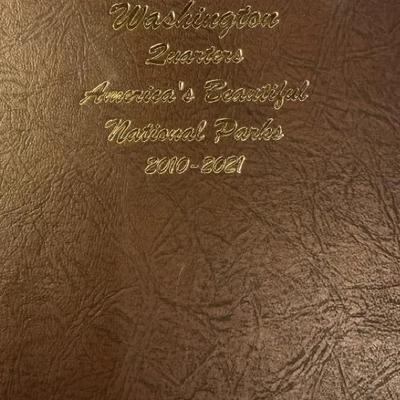 Washington
Quarters
America's Beautiful
National Parks
2010-2021